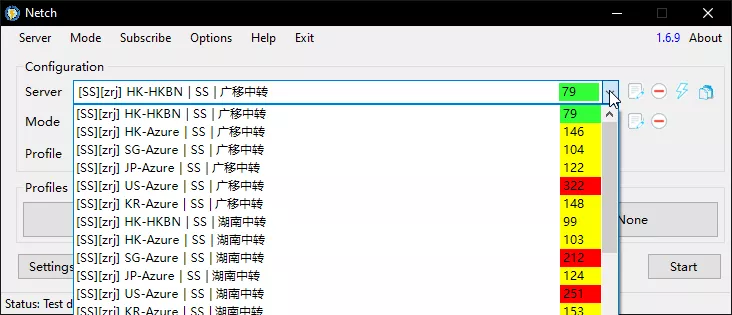 Netch
Server Mode Subscribe Options Help Exit 1.6.9 About
Configuration
Server [SS][zrj] HK-HKBN | SS | 广移中转 79
[SS][zrj] HK-HKBN | SS | 广移中转 79
Mode [SS][zrj] HK-Azure | SS | 广移中转 146
[SS][zrj] SG-Azure | SS | 广移中转 104
Profile [SS][zrj] JP-Azure | SS | 广移中转 122
Profiles [SS][zrj] US-Azure | SS | 广移中转 322
[SS][zrj] KR-Azure | SS | 广移中转 148
[SS][zrj] HK-HKBN | SS | 湖南中转 99
None
[SS][zrj] HK-Azure | SS | 湖南中转 103
[SS][zrj] SG-Azure | SS | 湖南中转 212
Settings [SS][zrj] JP-Azure | SS | 湖南中转 124
Start
[SS][zrj] US-Azure | SS | 湖南中转 251
Status: Test d
[SS][zrj] KR-Azure | SS | 湖南中转 153